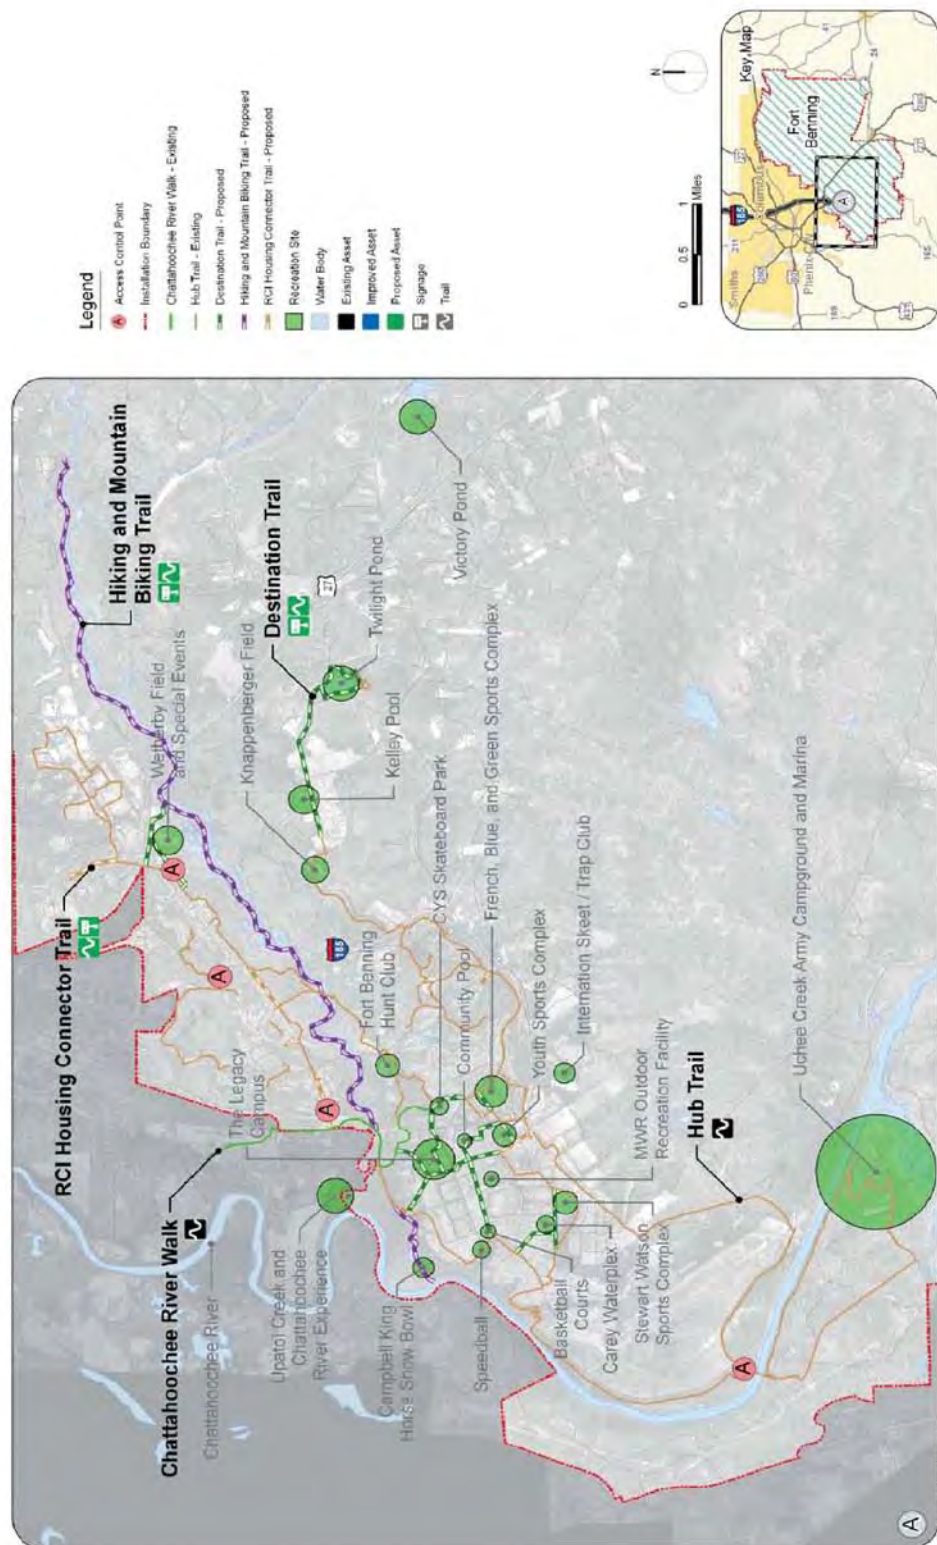 RCI Housing Connector Trail
Hiking and Mountain
Biking Trail
Wetherby Field
and Special Events
Chattahoochee River Walk
Chattahoochee River
The Legacy
Campus
A
A
A
185
Knappenberger Field
Destination Trail
27
Upatoi Creek and
Chattahoochee
River Experience
Fort Benning
Hunt Club
Kelley Pool
Twilight Pond
Campbell King
Horse Snow Bowl
CYS Skateboard Park
Community Pool
French, Blue, and Green Sports Complex
Victory Pond
Speedball
Youth Sports Complex
Basketball
Courts
Carey Waterplex
Stewart Watson
Sports Complex
MWR Outdoor
Recreation Facility
Internation Skeet / Trap Club
Hub Trail
A
Uchee Creek Army Campground and Marina
A
Legend
A Access Control Point
Installation Boundary
Chattahoochee River Walk - Existing
Hub Trail - Existing
Destination Trail - Proposed
Hiking and Mountain Biking Trail - Proposed
RCI Housing Connector Trail - Proposed
Recreation Site
Water Body
Existing Asset
Improved Asset
Proposed Asset
Signage
Trail
N
0 0.5 1
Miles
Key Map
Smiths
Columbus
Phenix
185
Fort
Benning
A